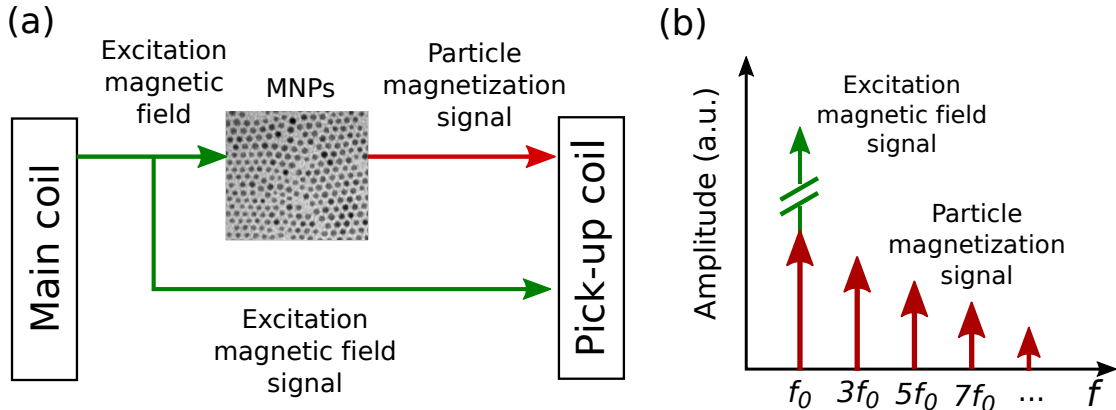 (a)
Excitation
magnetic
field
MNPs
Particle
magnetization
signal
Main coil
Pick-up coil
Excitation
magnetic field
signal
(b)
Amplitude (a.u.)
Excitation
magnetic field
signal
Particle
magnetization
signal
f₀ 3f₀ 5f₀ 7f₀ ... f